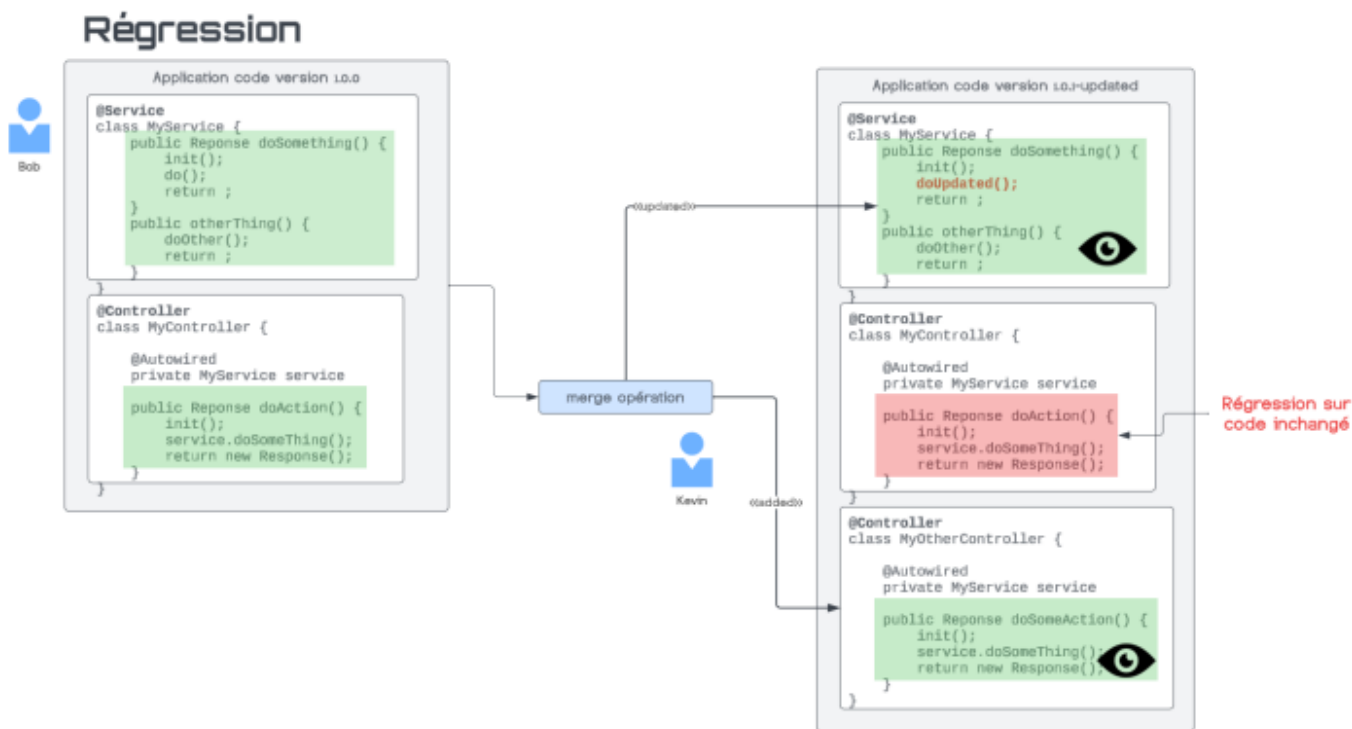 Régression
Application code version 1.0.0
Bob
@Service
class MyService {
public Reponse doSomething() {
init();
do();
return ;
}
public otherThing() {
doOther();
return ;
}
}
@Controller
class MyController {
@Autowired
private MyService service
public Reponse doAction() {
init();
service.doSomeThing();
return new Response();
}
}
merge opération
Kevin
<<updated>>
<<added>>
Application code version 1.0.1-updated
@Service
class MyService {
public Reponse doSomething() {
init();
doUpdated();
return ;
}
public otherThing() {
doOther();
return ;
}
}
@Controller
class MyController {
@Autowired
private MyService service
public Reponse doAction() {
init();
service.doSomeThing();
return new Response();
}
}
Régression sur
code inchangé
@Controller
class MyOtherController {
@Autowired
private MyService service
public Reponse doSomeAction() {
init();
service.doSomeThing();
return new Response();
}
}